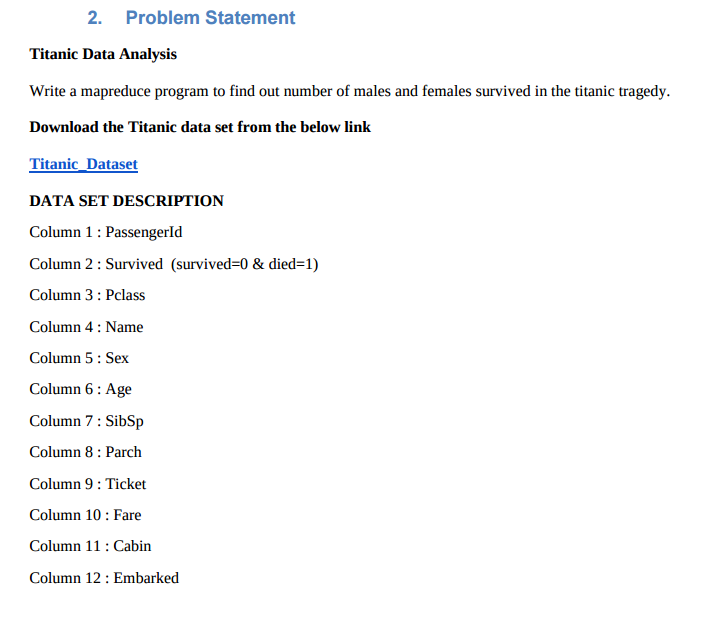 2. Problem Statement
Titanic Data Analysis
Write a mapreduce program to find out number of males and females survived in the titanic tragedy.
Download the Titanic data set from the below link
Titanic_Dataset
DATA SET DESCRIPTION
Column 1 : PassengerId
Column 2 : Survived (survived=0 & died=1)
Column 3 : Pclass
Column 4 : Name
Column 5 : Sex
Column 6 : Age
Column 7 : SibSp
Column 8 : Parch
Column 9 : Ticket
Column 10 : Fare
Column 11 : Cabin
Column 12 : Embarked